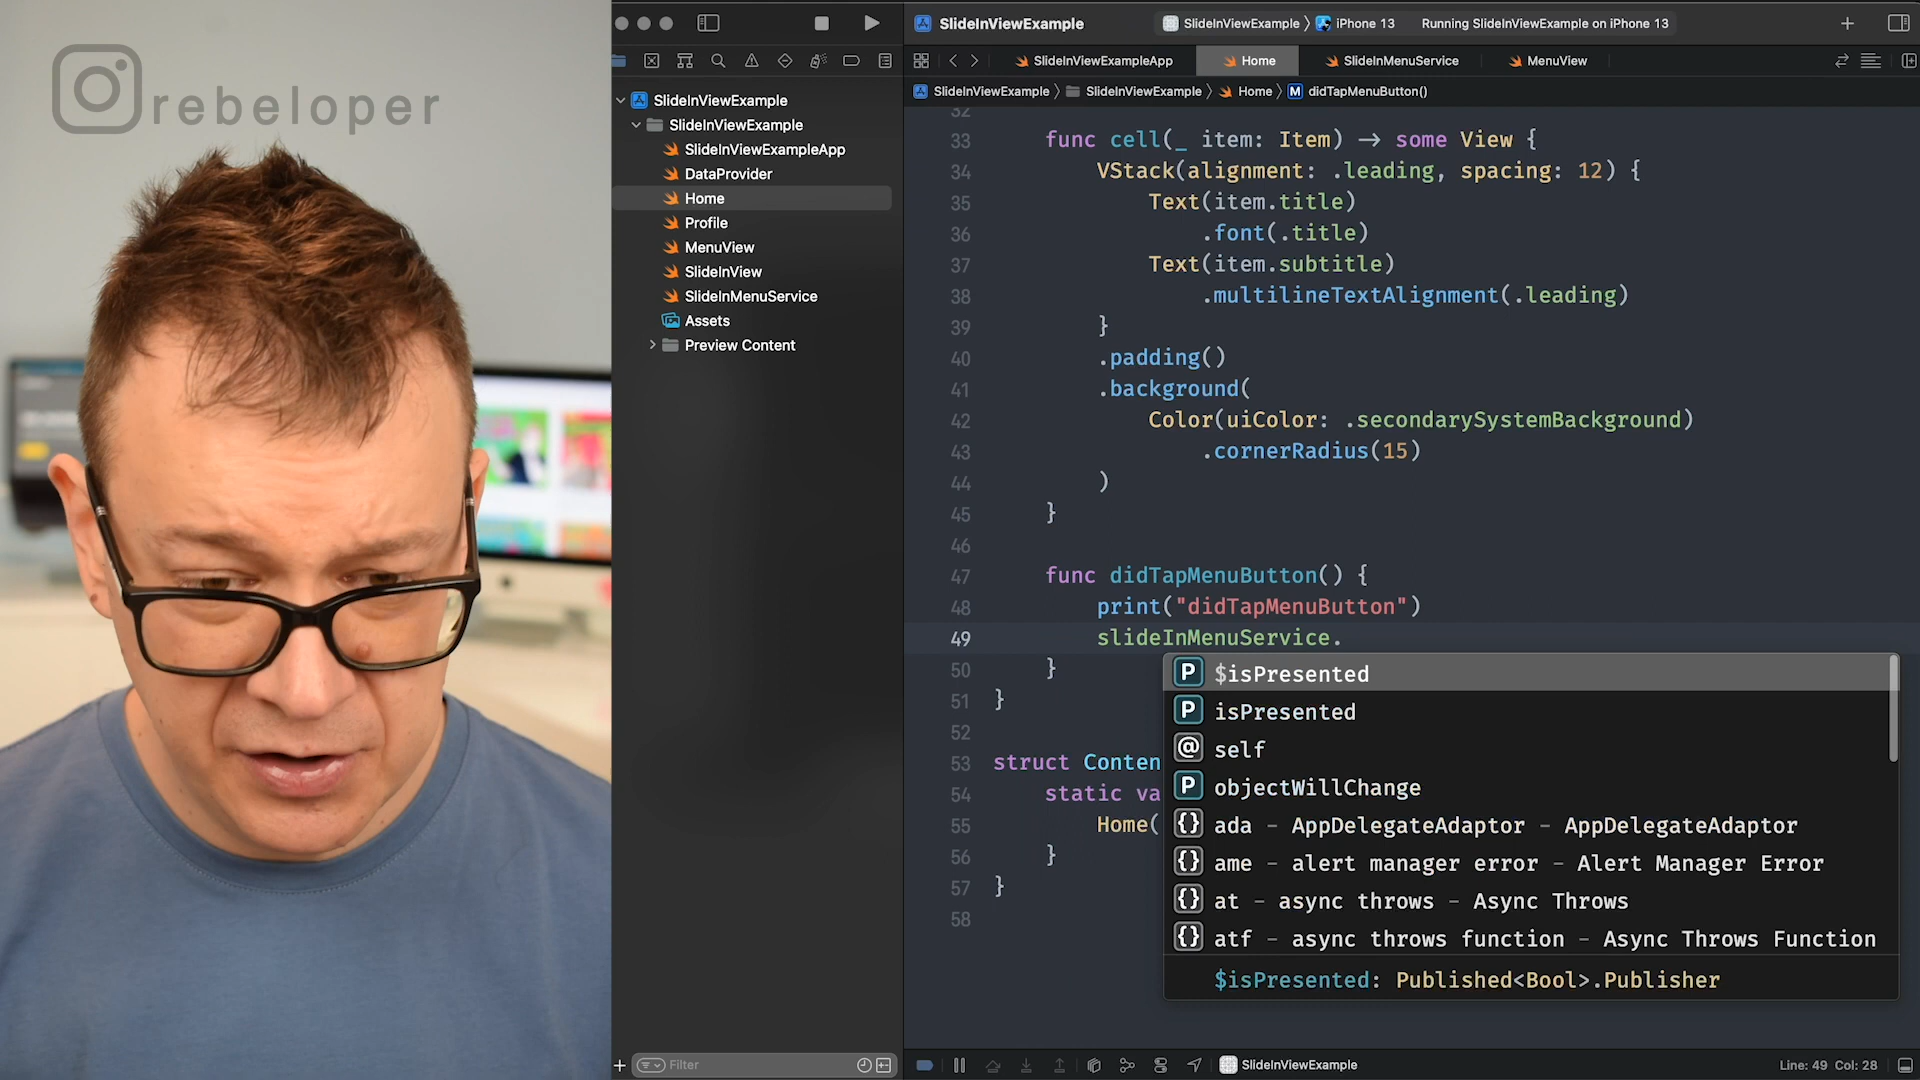 rebeloper
SlideInViewExample
SlideInViewExample
SlideInViewExampleApp
DataProvider
Home
Profile
MenuView
SlideInView
SlideInMenuService
Assets
Preview Content
Filter
SlideInViewExample
SlideInViewExample
iPhone 13
Running SlideInViewExample on iPhone 13
SlideInViewExampleApp
Home
SlideInMenuService
MenuView
SlideInViewExample
SlideInViewExample
Home
M
didTapMenuButton()
32
33 func cell(_ item: Item) -> some View {
34 VStack(alignment: .leading, spacing: 12) {
35 Text(item.title)
36 .font(.title)
37 Text(item.subtitle)
38 .multilineTextAlignment(.leading)
39 }
40 .padding()
41 .background(
42 Color(uiColor: .secondarySystemBackground)
43 .cornerRadius(15)
44 )
45 }
46
47 func didTapMenuButton() {
48 print("didTapMenuButton")
49 slideInMenuService.
50 }
51 }
52
53 struct Conten
54 static va
55 Home(
56 }
57 }
58
P $isPresented
P isPresented
@ self
P objectWillChange
{} ada - AppDelegateAdaptor - AppDelegateAdaptor
{} ame - alert manager error - Alert Manager Error
{} at - async throws - Async Throws
{} atf - async throws function - Async Throws Function
$isPresented: Published<Bool>.Publisher
SlideInViewExample
Line: 49 Col: 28